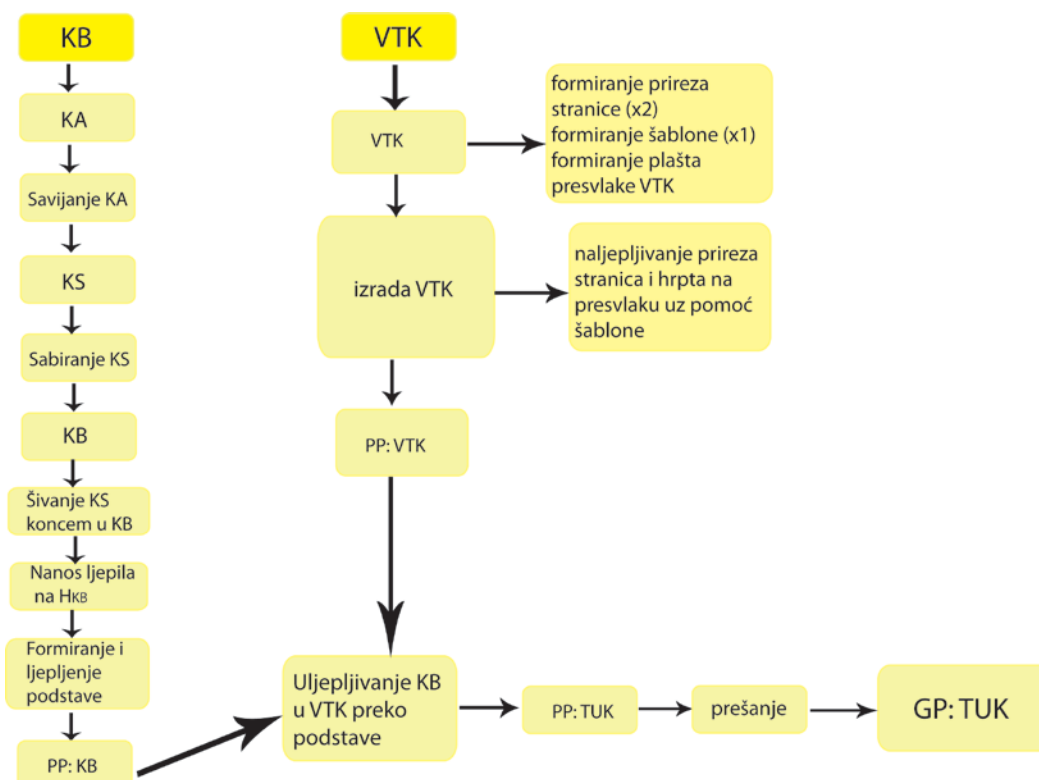 KB
KA
Savijanje KA
KS
Sabiranje KS
KB
Šivanje KS
koncem u KB
Nanos ljepila
na HKB
Formiranje i
ljepljenje
podstave
PP: KB
VTK
VTK
formiranje prireza
stranice (x2)
formiranje šablone (x1)
formiranje plašta
presvlake VTK
izrada VTK
naljepljivanje prireza
stranica i hrpta na
presvlaku uz pomoć
šablone
PP: VTK
Uljepljivanje KB
u VTK preko
podstave
PP: TUK
prešanje
GP: TUK